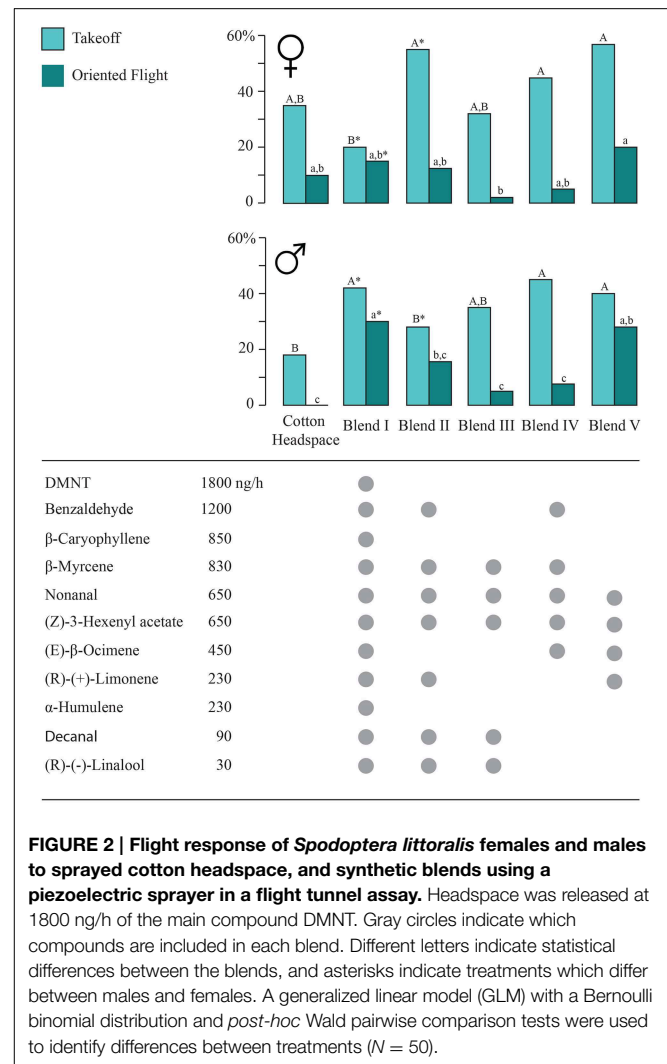 Takeoff
Oriented Flight
60%
40
20
0
♀
A,B
a,b
B*
a,b*
A*
a,b
A,B
b
A
a,b
A
a
60%
40
20
0
♂
B
c
A*
a*
B*
b,c
A,B
c
A
c
A
a,b
Cotton
Headspace
Blend I
Blend II
Blend III
Blend IV
Blend V
DMNT 1800 ng/h
Benzaldehyde 1200
β-Caryophyllene 850
β-Myrcene 830
Nonanal 650
(Z)-3-Hexenyl acetate 650
(E)-β-Ocimene 450
(R)-(+)-Limonene 230
α-Humulene 230
Decanal 90
(R)-(-)-Linalool 30
FIGURE 2 | Flight response of Spodoptera littoralis females and males
to sprayed cotton headspace, and synthetic blends using a
piezoelectric sprayer in a flight tunnel assay. Headspace was released at
1800 ng/h of the main compound DMNT. Gray circles indicate which
compounds are included in each blend. Different letters indicate statistical
differences between the blends, and asterisks indicate treatments which differ
between males and females. A generalized linear model (GLM) with a Bernoulli
binomial distribution and post-hoc Wald pairwise comparison tests were used
to identify differences between treatments (N = 50).